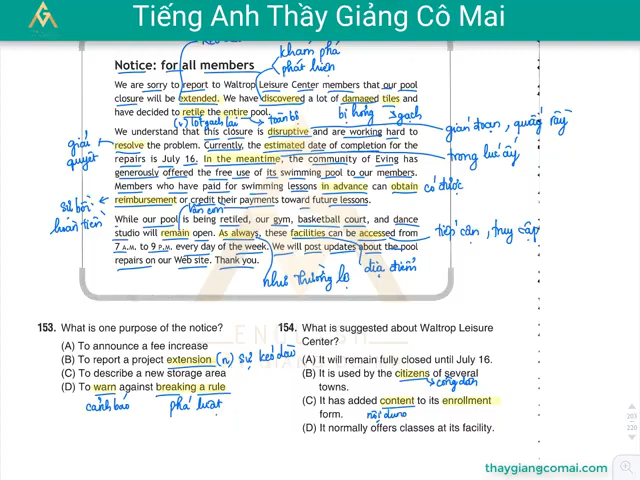 Tiếng Anh Thầy Giảng Cô Mai
Notice: for all members
khám phá
phát hiện
We are sorry to report to Waltrop Leisure Center members that our pool
closure will be extended. We have discovered a lot of damaged tiles and
have decided to retile the entire pool.
(v) lót gạch lại
toàn bộ
bị hỏng
gạch
We understand that this closure is disruptive and are working hard to
resolve the problem. Currently, the estimated date of completion for the
repairs is July 16. In the meantime, the community of Eving has
generously offered the free use of its swimming pool to our members.
Members who have paid for swimming lessons in advance can obtain
reimbursement or credit their payments toward future lessons.
gián đoạn, quấy rầy
giải
quyết
trong lúc ấy
có được
sự bồi
hoàn tiền
vẫn còn
While our pool is being retiled, our gym, basketball court, and dance
studio will remain open. As always, these facilities can be accessed from
7 A.M. to 9 P.M. every day of the week. We will post updates about the pool
repairs on our Web site. Thank you.
tiếp cận, truy cập
như thường lệ
địa điểm
153. What is one purpose of the notice?
(A) To announce a fee increase
(B) To report a project extension (n) sự kéo dài
(C) To describe a new storage area
(D) To warn against breaking a rule
cảnh báo
phá luật
154. What is suggested about Waltrop Leisure
Center?
(A) It will remain fully closed until July 16.
(B) It is used by the citizens of several
towns.
công dân
(C) It has added content to its enrollment
form.
nội dung
(D) It normally offers classes at its facility.
203
220
thaygiangcomai.com